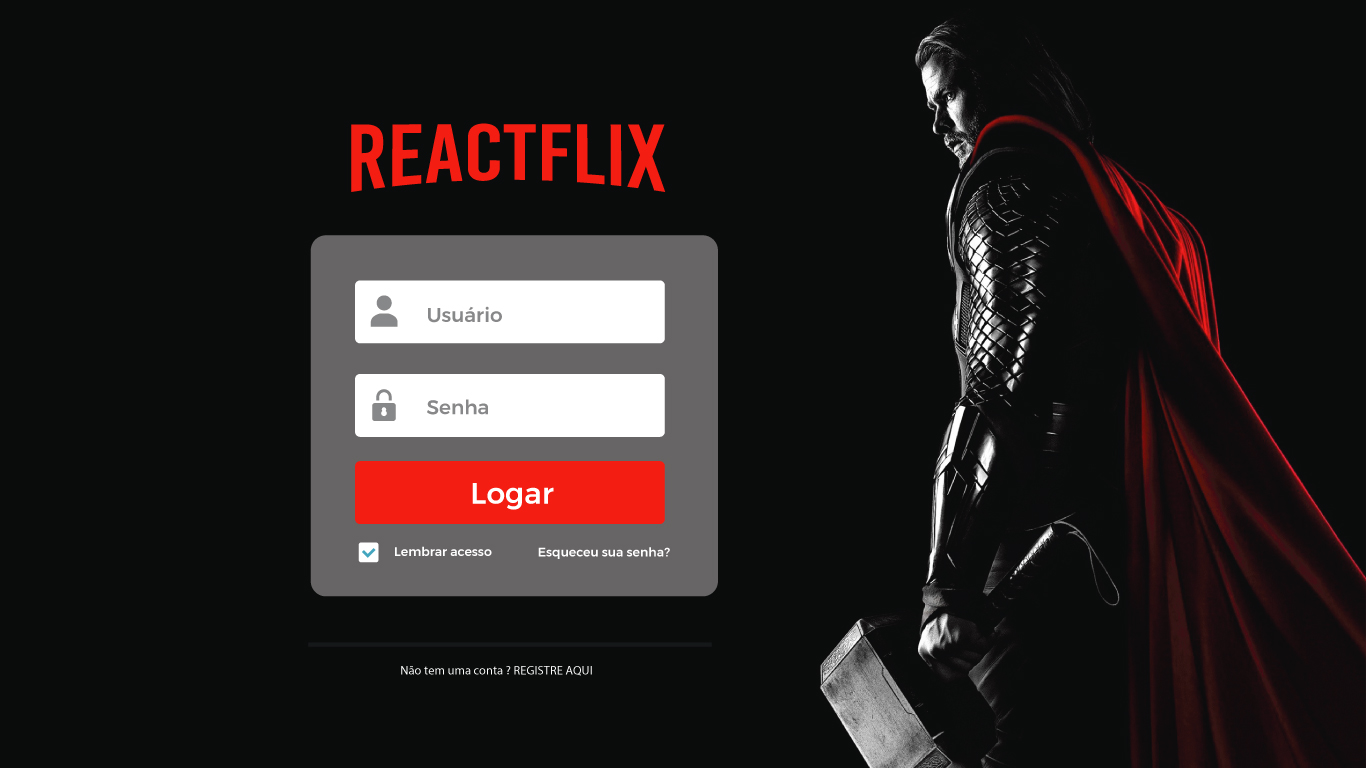 REACTFLIX
Usuário
Senha
Logar
Lembrar acesso
Esqueceu sua senha?
Não tem uma conta ? REGISTRE AQUI